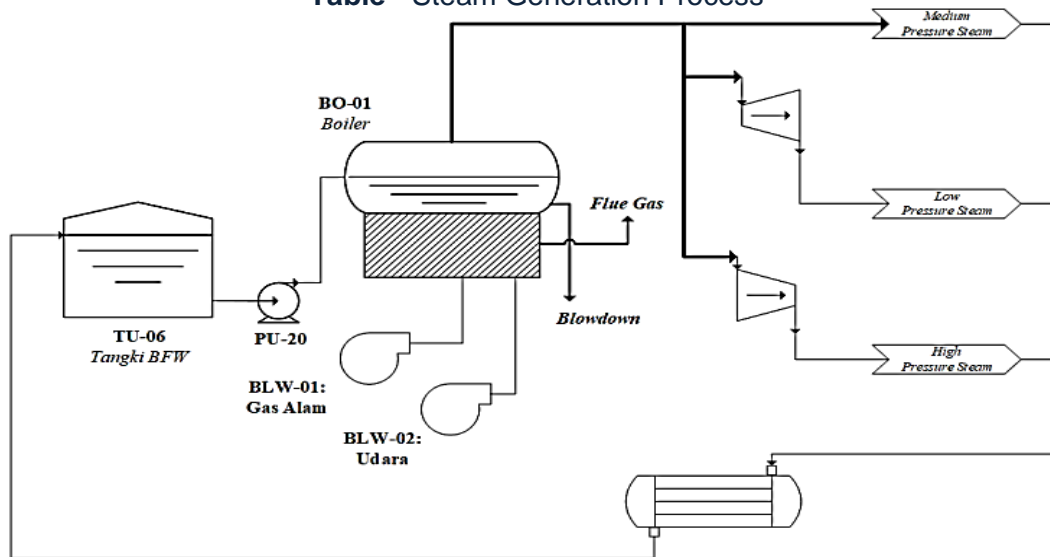 Table Steam Generation Process
Medium
Pressure Steam
BO-01
Boiler
Low
Pressure Steam
Flue Gas
Blowdown
TU-06
Tangki BFW
PU-20
BLW-01:
Gas Alam
BLW-02:
Udara
High
Pressure Steam